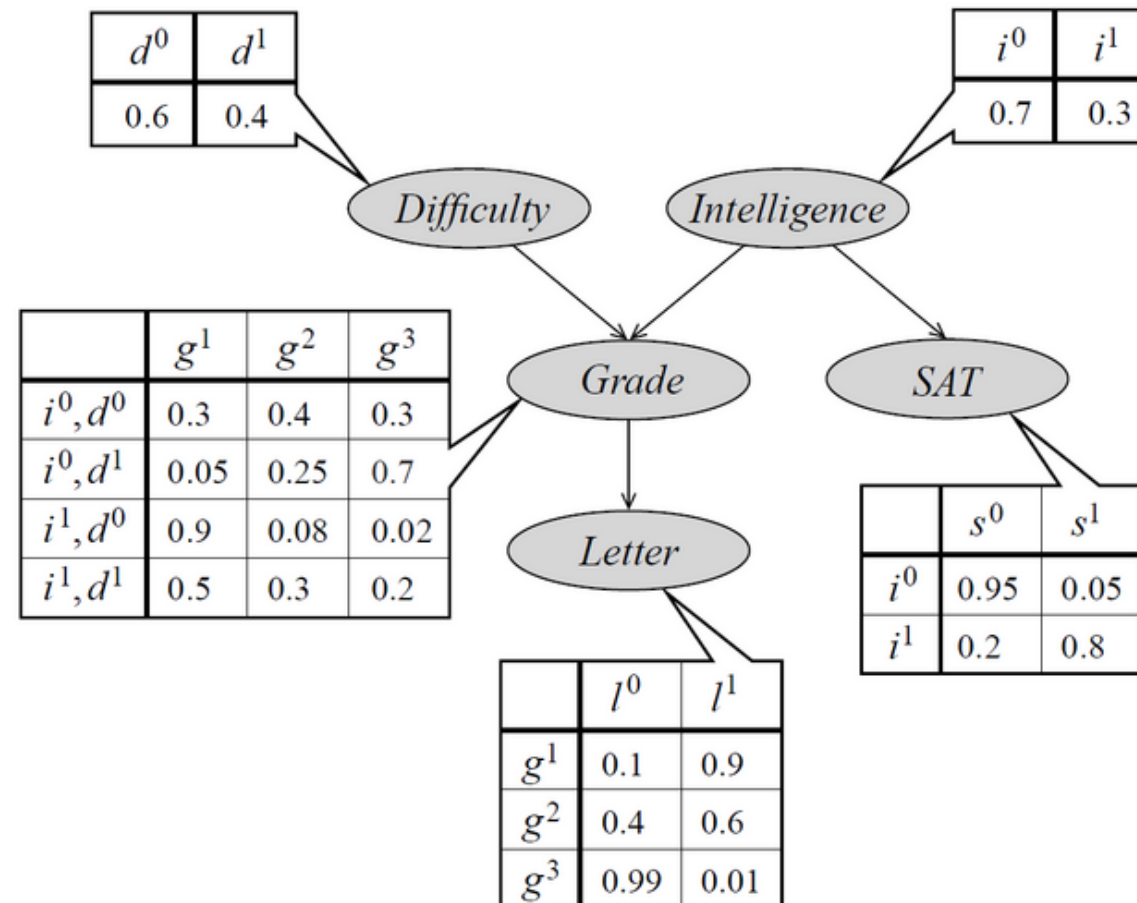 d⁰ d¹
0.6 0.4
i⁰ i¹
0.7 0.3
Difficulty
Intelligence
g¹ g² g³
i⁰,d⁰ 0.3 0.4 0.3
i⁰,d¹ 0.05 0.25 0.7
i¹,d⁰ 0.9 0.08 0.02
i¹,d¹ 0.5 0.3 0.2
Grade
SAT
Letter
s⁰ s¹
i⁰ 0.95 0.05
i¹ 0.2 0.8
l⁰ l¹
g¹ 0.1 0.9
g² 0.4 0.6
g³ 0.99 0.01